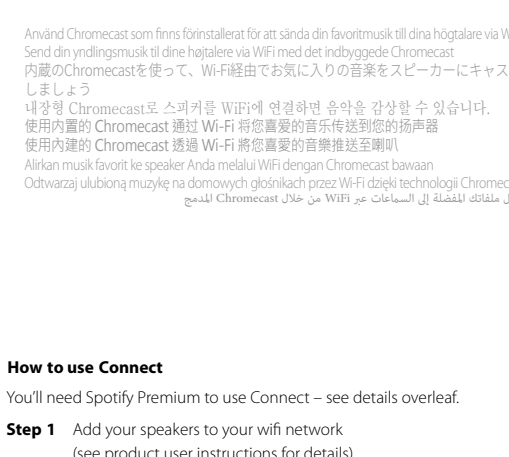 Använd Chromecast som finns förinstallerat för att sända din favoritmusik till dina högtalare via
Send din yndlingsmusik til dine højtalere via WiFi med det indbyggede Chromecast
内蔵のChromecastを使って、Wi-Fi経由でお気に入りの音楽をスピーカーにキャス
しましょう
내장형 Chromecast로 스피커를 WiFi에 연결하면 음악을 감상할 수 있습니다.
使用内置的 Chromecast 通过 Wi-Fi 将您喜爱的音乐传送到您的扬声器
使用內建的 Chromecast 透過 Wi-Fi 將您喜愛的音樂推送至喇叭
Alirkan musik favorit ke speaker Anda melalui WiFi dengan Chromecast bawaan
Odtwarzaj ulubioną muzykę na domowych głośnikach przez Wi-Fi dzięki technologii Chromec
ل ملفاتك المفضلة إلى السماعات عبر WiFi من خلال Chromecast المدمج
How to use Connect
You’ll need Spotify Premium to use Connect – see details overleaf.
Step 1 Add your speakers to your wifi network
(see product user instructions for details)